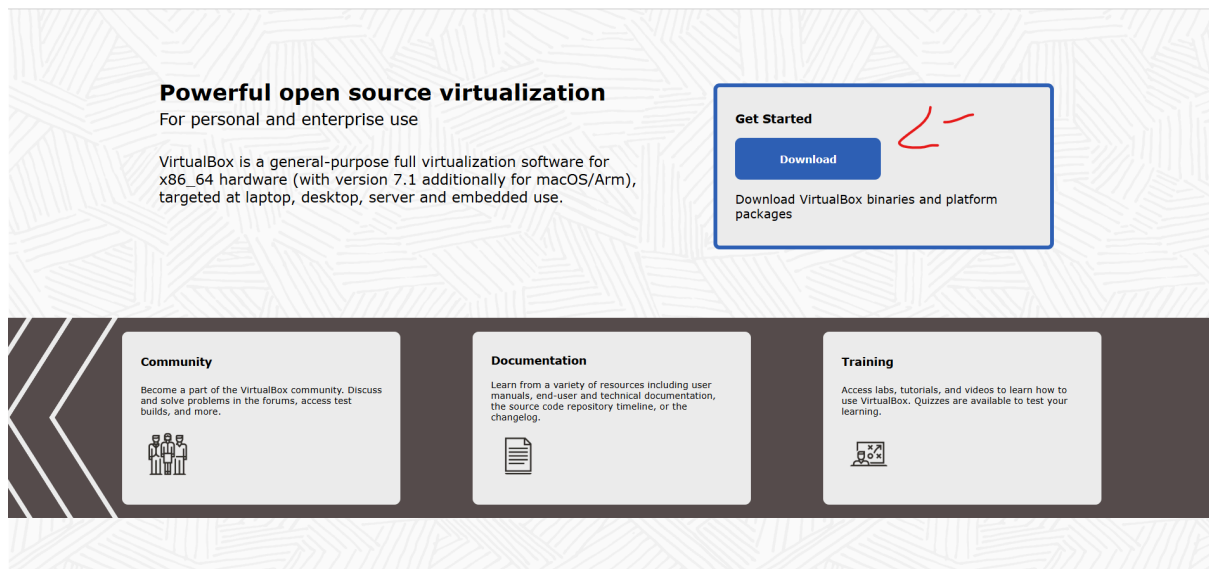 Powerful open source virtualization
For personal and enterprise use
VirtualBox is a general-purpose full virtualization software for
x86_64 hardware (with version 7.1 additionally for macOS/Arm),
targeted at laptop, desktop, server and embedded use.
Get Started
Download
Download VirtualBox binaries and platform
packages
Community
Become a part of the VirtualBox community. Discuss
and solve problems in the forums, access test
builds, and more.
Documentation
Learn from a variety of resources including user
manuals, end-user and technical documentation,
the source code repository timeline, or the
changelog.
Training
Access labs, tutorials, and videos to learn how to
use VirtualBox. Quizzes are available to test your
learning.